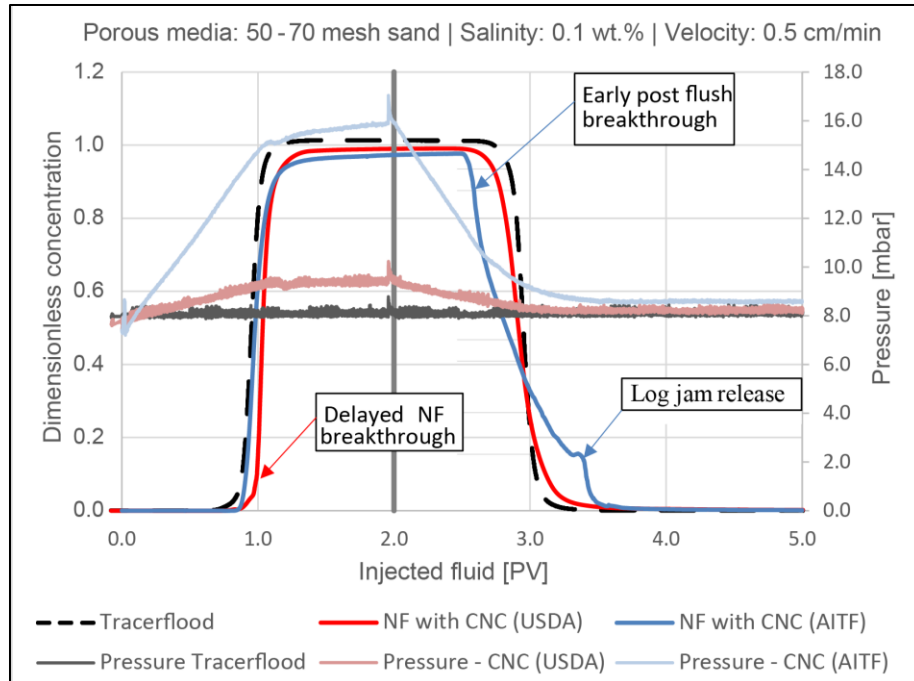 Porous media: 50 - 70 mesh sand | Salinity: 0.1 wt.% | Velocity: 0.5 cm/min
Dimensionless concentration
1.2
1.0
0.8
0.6
0.4
0.2
0.0
Early post flush
breakthrough
Delayed NF
breakthrough
Log jam release
18.0
16.0
14.0
12.0
10.0
8.0
6.0
4.0
2.0
0.0
Pressure [mbar]
0.0 1.0 2.0 3.0 4.0 5.0
Injected fluid [PV]
Tracerflood NF with CNC (USDA) NF with CNC (AITF)
Pressure Tracerflood Pressure - CNC (USDA) Pressure - CNC (AITF)